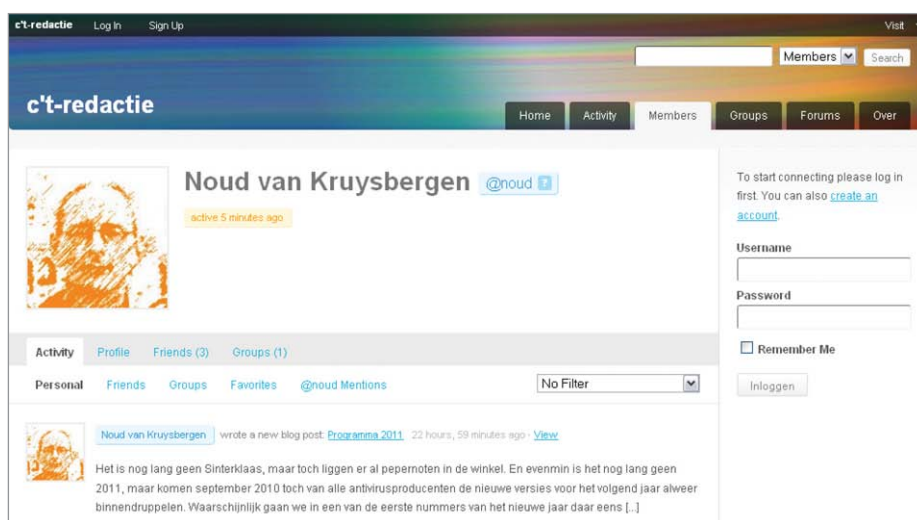 c't-redactie Log In Sign Up Visit
Members Search
c't-redactie
Home Activity Members Groups Forums Over
Noud van Kruysbergen @noud ?
active 5 minutes ago
To start connecting please log in
first. You can also create an
account.
Username
Password
Remember Me
Inloggen
Activity Profile Friends (3) Groups (1)
Personal Friends Groups Favorites @noud Mentions No Filter
Noud van Kruysbergen wrote a new blog post: Programma 2011 22 hours, 59 minutes ago · View
Het is nog lang geen Sinterklaas, maar toch liggen er al pepernoten in de winkel. En evenmin is het nog lang geen
2011, maar komen september 2010 toch van alle antivirusproducenten de nieuwe versies voor het volgend jaar alweer
binnendruppelen. Waarschijnlijk gaan we in een van de eerste nummers van het nieuwe jaar daar eens [...]